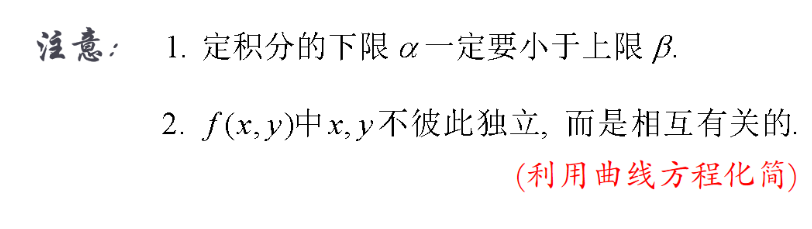 注意： 1. 定积分的下限 α 一定要小于上限 β.
2. f(x, y)中 x, y 不彼此独立, 而是相互有关的.
(利用曲线方程化简)